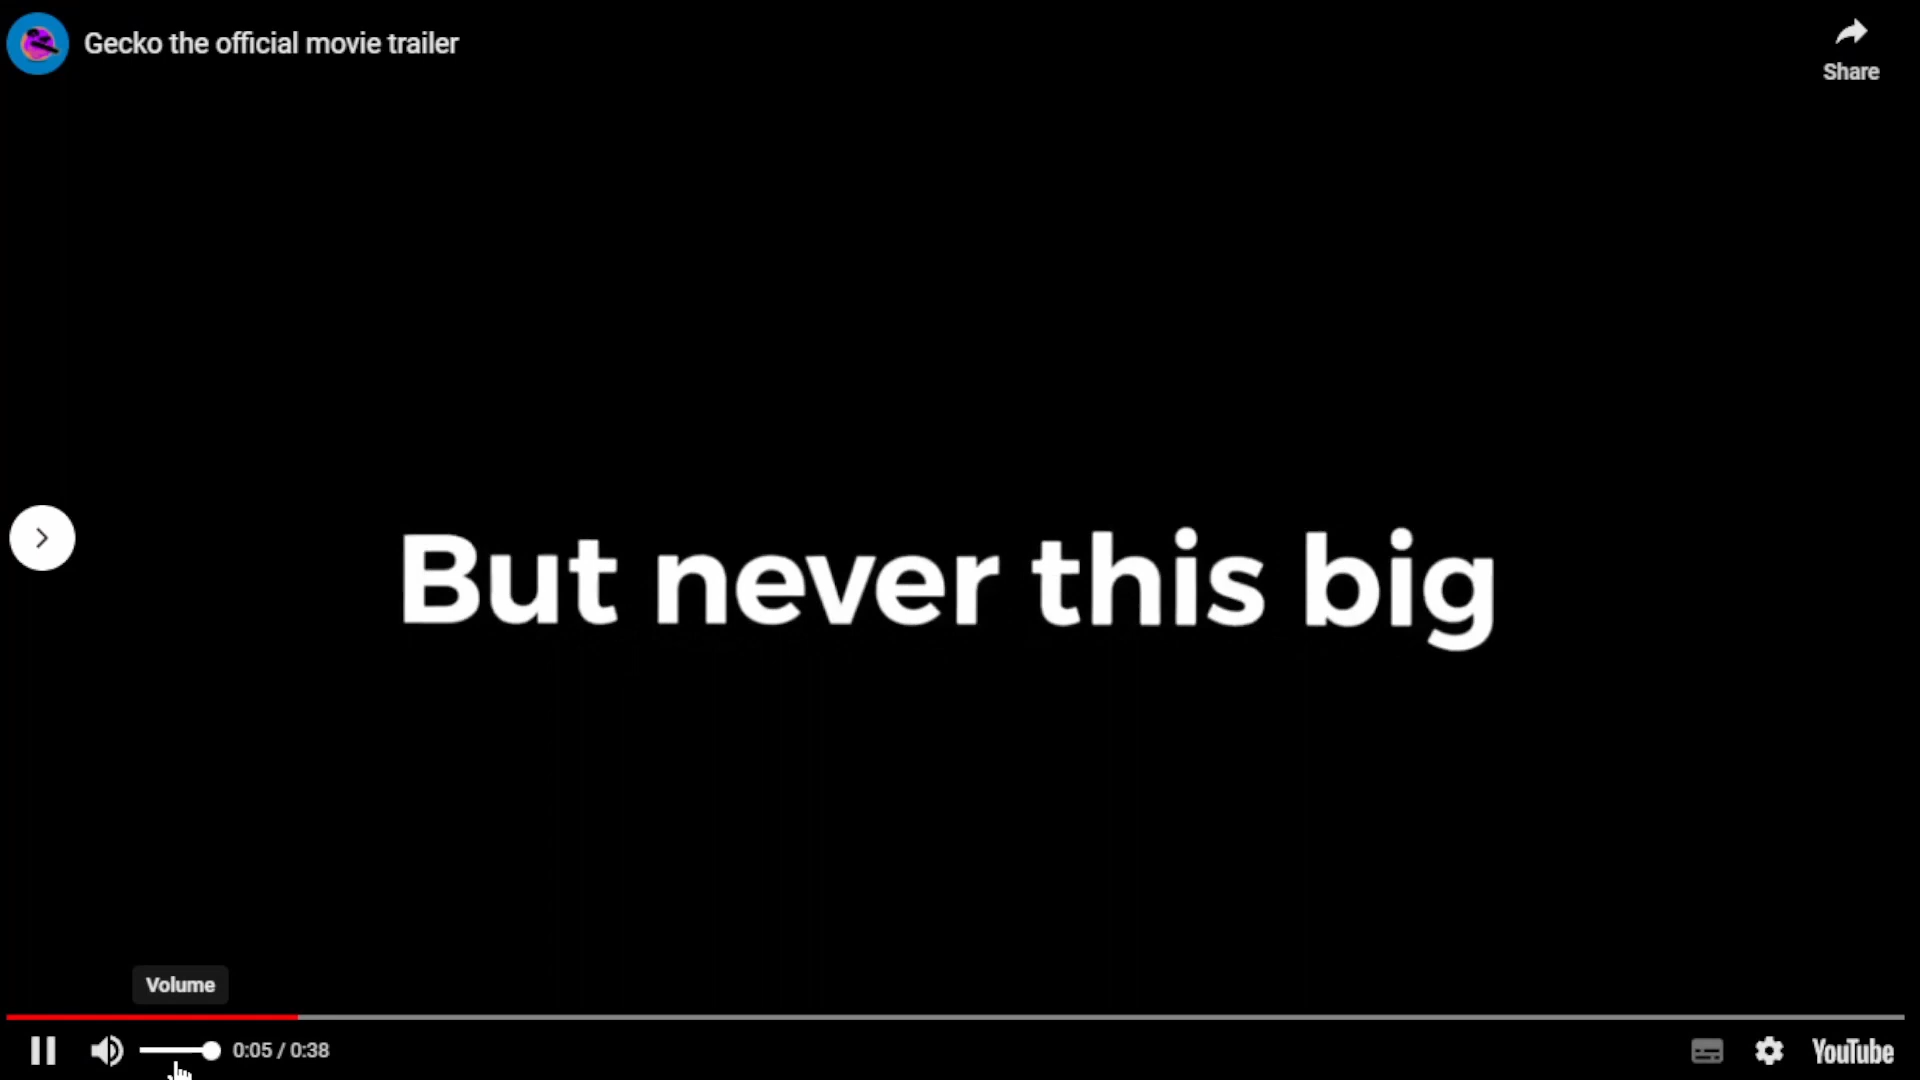 Gecko the official movie trailer
Share
But never this big
Volume
0:05 / 0:38
YouTube